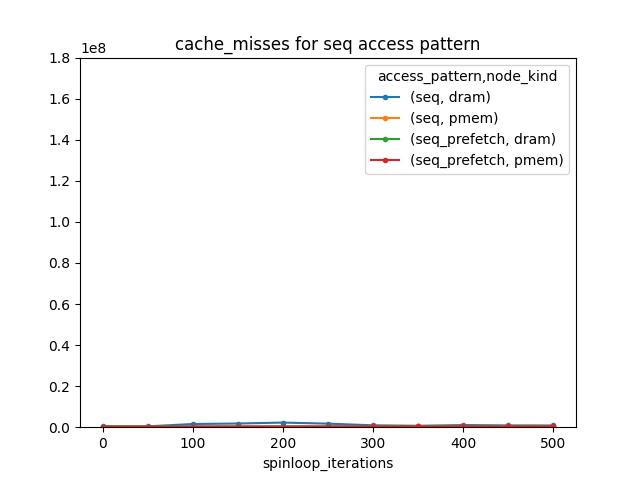 cache_misses for seq access pattern
1e8
1.8
1.6
1.4
1.2
1.0
0.8
0.6
0.4
0.2
0.0
access_pattern,node_kind
(seq, dram)
(seq, pmem)
(seq_prefetch, dram)
(seq_prefetch, pmem)
0 100 200 300 400 500
spinloop_iterations